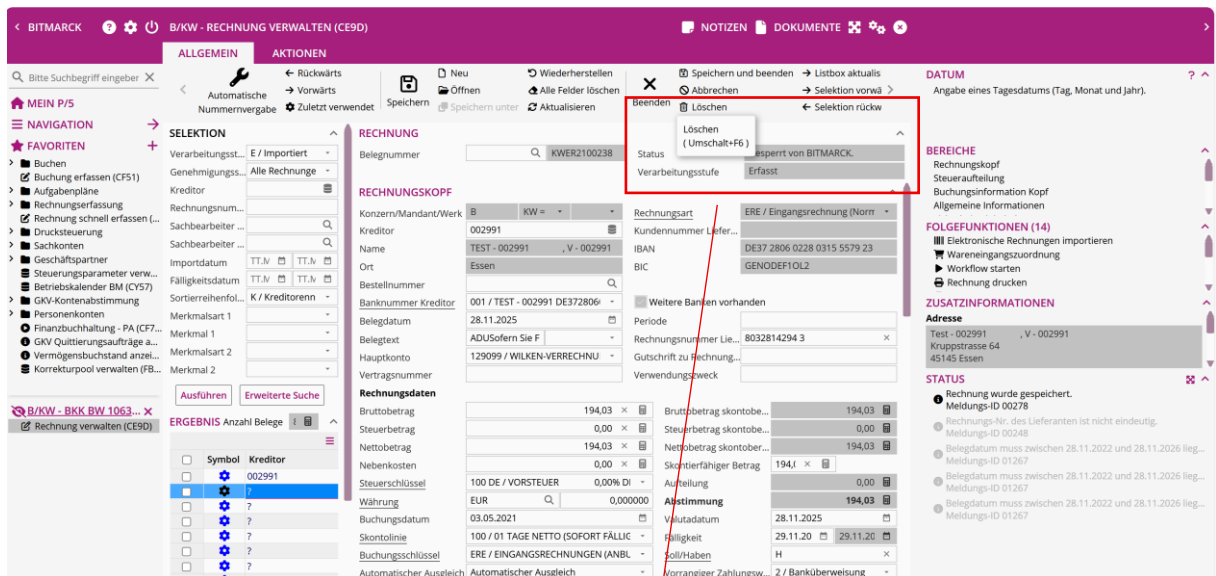 BITMARCK
B/KW - RECHNUNG VERWALTEN (CE9D)
NOTIZEN
DOKUMENTE
ALLGEMEIN
AKTIONEN
Bitte Suchbegriff eingeber
MEIN P/5
NAVIGATION
FAVORITEN
Buchen
Buchung erfassen (CF51)
Aufgabenpläne
Rechnungserfassung
Rechnung schnell erfassen (...
Drucksteuerung
Sachkonten
Geschäftspartner
Steuerungsparameter verw...
Betriebskalender BM (CY57)
GKV-Kontenabstimmung
Personenkonten
Finanzbuchhaltung - PA (CF7...
GKV Quittierungsaufträge a...
Vermögensbuchstand anzei...
Korrekturpool verwalten (FB...
B/KW - BKK BW 1063...
Rechnung verwalten (CE9D)
Automatische
Nummernvergabe
Rückwärts
Vorwärts
Zuletzt verwendet
Speichern
Neu
Öffnen
Speichern unter
Wiederherstellen
Alle Felder löschen
Aktualisieren
Beenden
Speichern und beenden
Abbrechen
Löschen
Listbox aktualis
Selektion vorwä
Selektion rückw
Löschen
( Umschalt+F6 )
SELEKTION
Verarbeitungsst... E / Importiert
Genehmigungss... Alle Rechnunge
Kreditor
Rechnungsnum...
Sachbearbeiter ...
Sachbearbeiter ...
Importdatum TT.M TT.M
Fälligkeitsdatum TT.M TT.M
Sortierreihenfol... K / Kreditorenn
Merkmalsart 1
Merkmal 1
Merkmalsart 2
Merkmal 2
Ausführen
Erweiterte Suche
ERGEBNIS Anzahl Belege
Symbol Kreditor
002991
?
?
?
?
?
?
RECHNUNG
Belegnummer KWER2100238
Status esperrt von BITMARCK.
Verarbeitungsstufe Erfasst
RECHNUNGSKOPF
Konzern/Mandant/Werk B KW =
Rechnungsart ERE / Eingangsrechnung (Norm
Kreditor 002991
Kundennummer Liefer...
Name TEST - 002991 , V - 002991
IBAN DE37 2806 0228 0315 5579 23
Ort Essen
BIC GENODEF1OL2
Bestellnummer
Banknummer Kreditor 001 / TEST - 002991 DE372806
Weitere Banken vorhanden
Belegdatum 28.11.2025
Periode
Belegtext ADUSofern Sie F
Rechnungsnummer Lie... 8032814294 3
Hauptkonto 129099 / WILKEN-VERRECHNU
Gutschrift zu Rechnung...
Vertragsnummer
Verwendungszweck
Rechnungsdaten
Bruttobetrag 194,03
Bruttobetrag skontobe... 194,03
Steuerbetrag 0,00
Steuerbetrag skontobe... 0,00
Nettobetrag 194,03
Nettobetrag skontober... 194,03
Nebenkosten 0,00
Skontierfähiger Betrag 194,(
Steuerschlüssel 100 DE / VORSTEUER 0,00% DI
Aufteilung 0,00
Währung EUR 0,000000
Abstimmung 194,03
Buchungsdatum 03.05.2021
Valutadatum 28.11.2025
Skontolinie 100 / 01 TAGE NETTO (SOFORT FÄLLIC
Fälligkeit 29.11.20 29.11.20
Buchungsschlüssel ERE / EINGANGSRECHNUNGEN (ANBL
Soll/Haben H
Automatischer Ausgleich Automatischer Ausgleich
Vorrangiger Zahlungsw... 2 / Banküberweisung
DATUM
Angabe eines Tagesdatums (Tag, Monat und Jahr).
BEREICHE
Rechnungskopf
Steueraufteilung
Buchungsinformation Kopf
Allgemeine Informationen
FOLGEFUNKTIONEN (14)
Elektronische Rechnungen importieren
Wareneingangszuordnung
Workflow starten
Rechnung drucken
ZUSATZINFORMATIONEN
Adresse
Test - 002991 , V - 002991
Kruppstrasse 64
45145 Essen
STATUS
Rechnung wurde gespeichert.
Meldungs-ID 00278
Rechnungs-Nr. des Lieferanten ist nicht eindeutig.
Meldungs-ID 00248
Belegdatum muss zwischen 28.11.2022 und 28.11.2026 lieg...
Meldungs-ID 01267
Belegdatum muss zwischen 28.11.2022 und 28.11.2026 lieg...
Meldungs-ID 01267
Belegdatum muss zwischen 28.11.2022 und 28.11.2026 lieg...
Meldungs-ID 01267